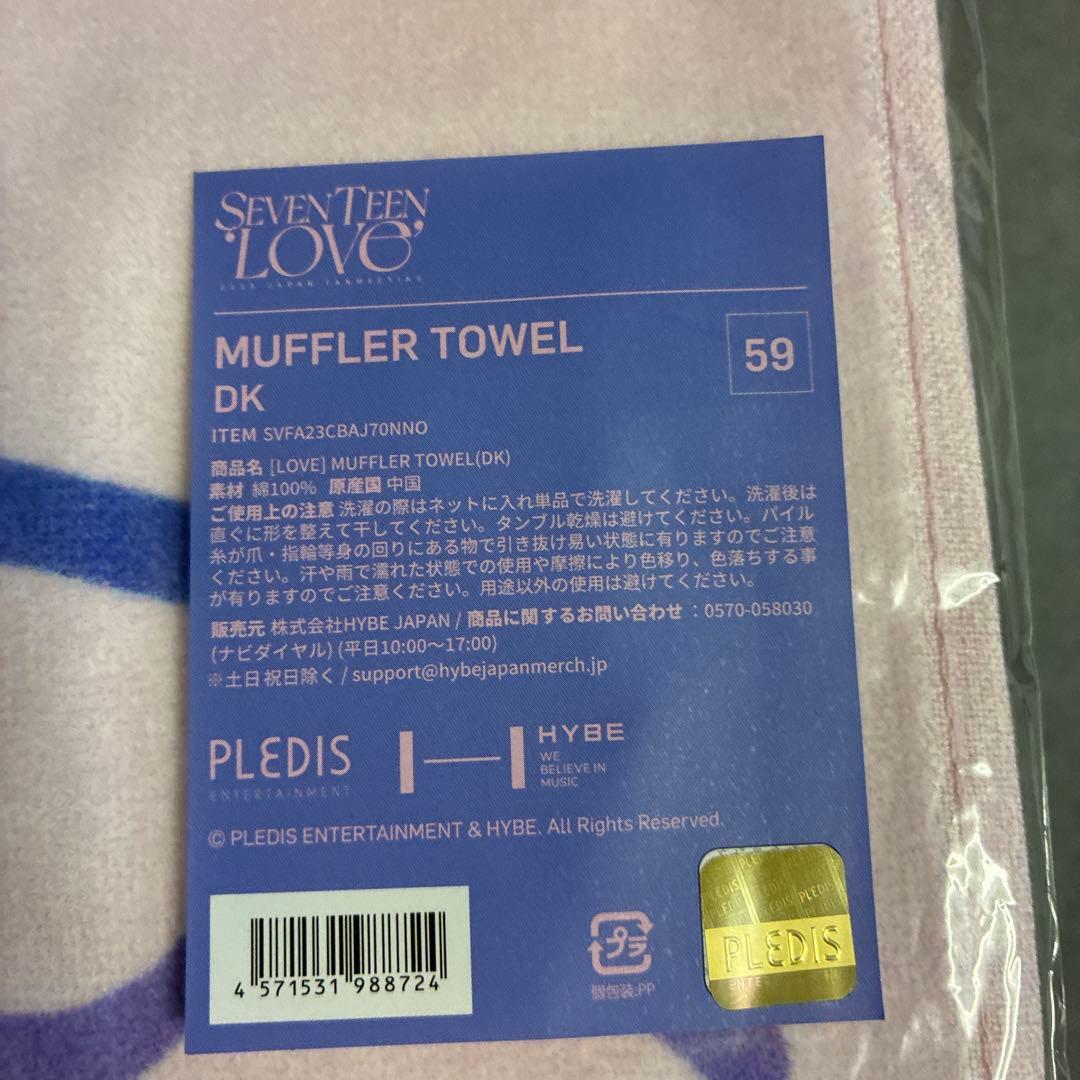 SEVENTEEN
'LOVE'
2023 JAPAN FANMEETING
MUFFLER TOWEL
59
DK
ITEM SVFA23CBAJ70NNO
商品名 [LOVE] MUFFLER TOWEL(DK)
素材 綿100% 原産国 中国
ご使用上の注意 洗濯の際はネットに入れ単品で洗濯してください。洗濯後は
直ぐに形を整えて干してください。タンブル乾燥は避けてください。パイル
糸が爪・指輪等身の回りにある物で引き抜け易い状態に有りますのでご注意
ください。汗や雨で濡れた状態での使用や摩擦により色移り、色落ちする事
が有りますのでご注意ください。用途以外の使用は避けてください。
販売元 株式会社HYBE JAPAN / 商品に関するお問い合わせ : 0570-058030
(ナビダイヤル) (平日10:00〜17:00)
※土日祝日除く / support@hybejapanmerch.jp
PLEDIS
ENTERTAINMENT
HYBE
WE
BELIEVE IN
MUSIC
© PLEDIS ENTERTAINMENT & HYBE. All Rights Reserved.
4 571531 988724
プラ
個包装:PP
PLEDIS